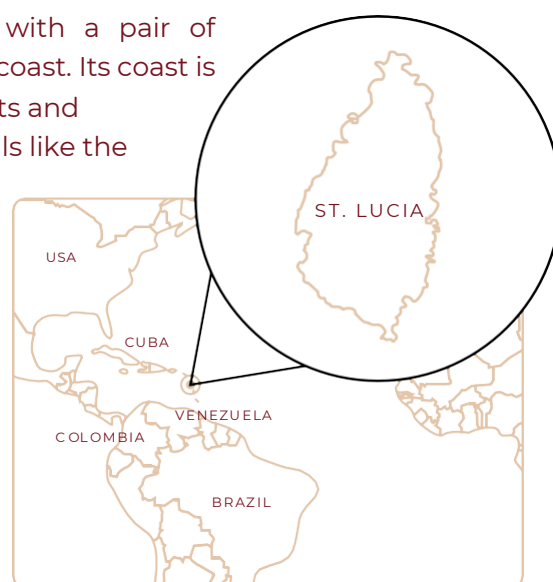 with a pair of
coast. Its coast is
ts and
ls like the
ST. LUCIA
USA
CUBA
VENEZUELA
COLOMBIA
BRAZIL